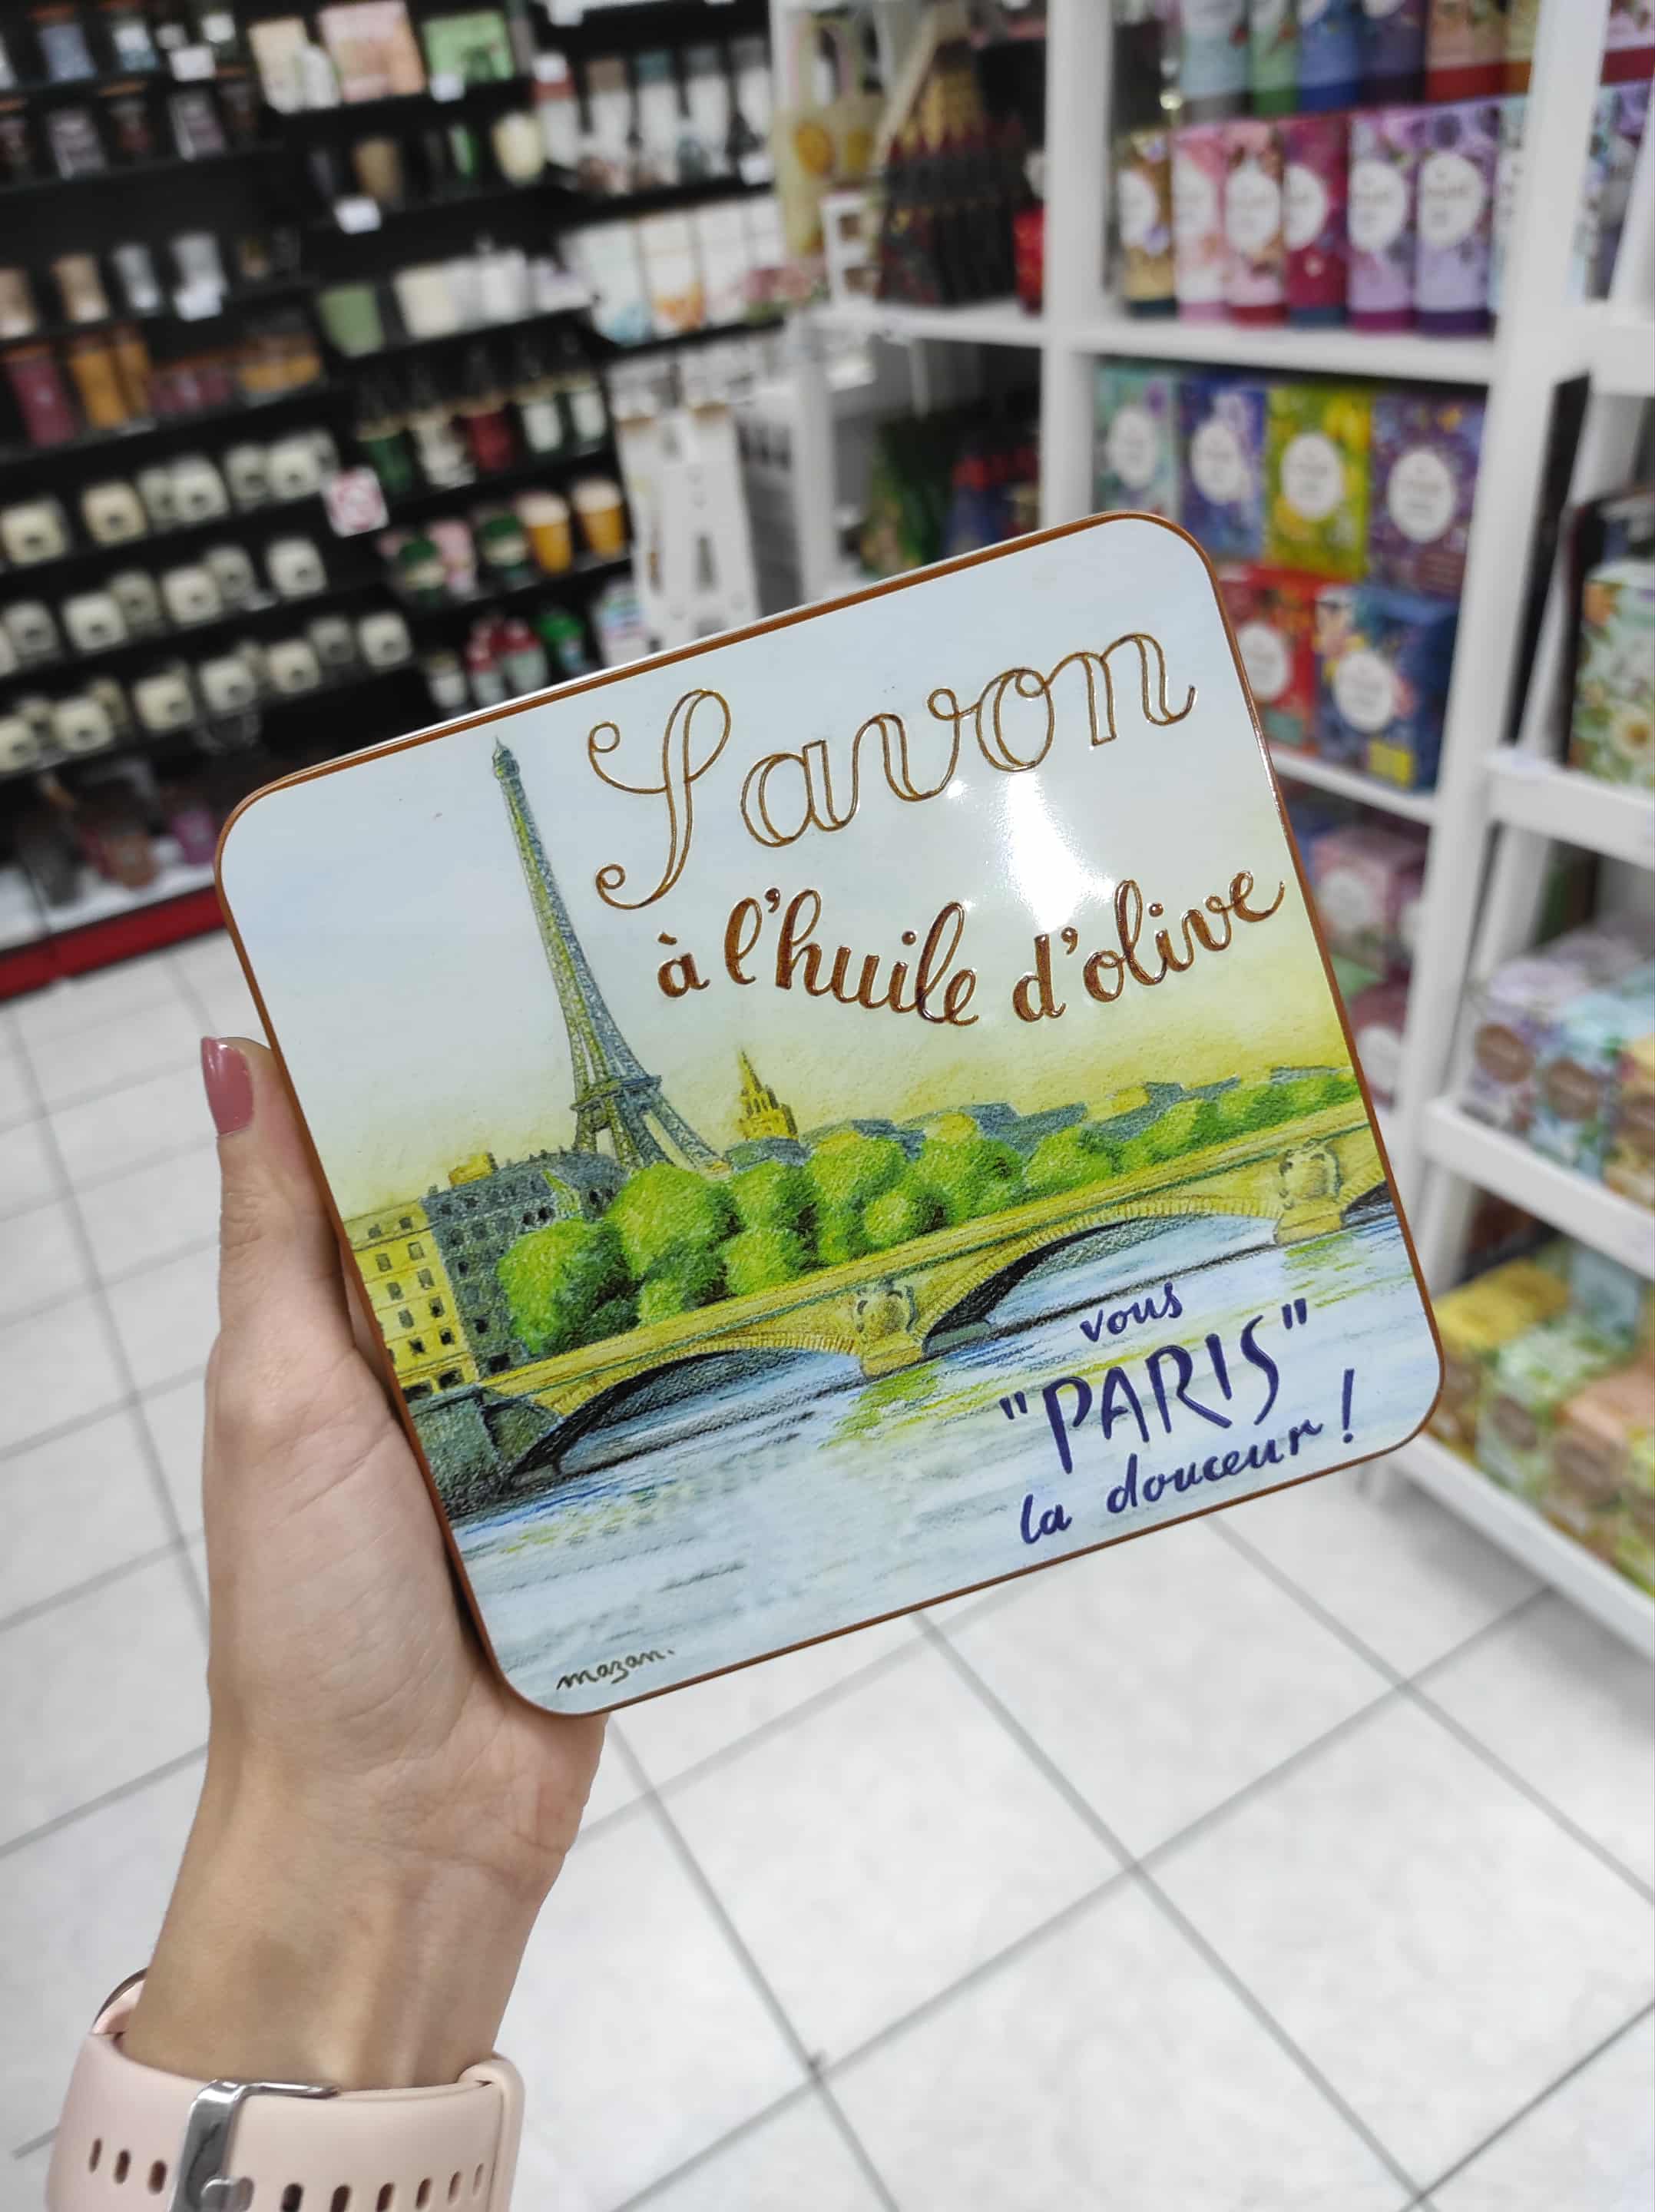 Savon
à l'huile d'olive
vous
"PARIS"
la douceur !
mazan.